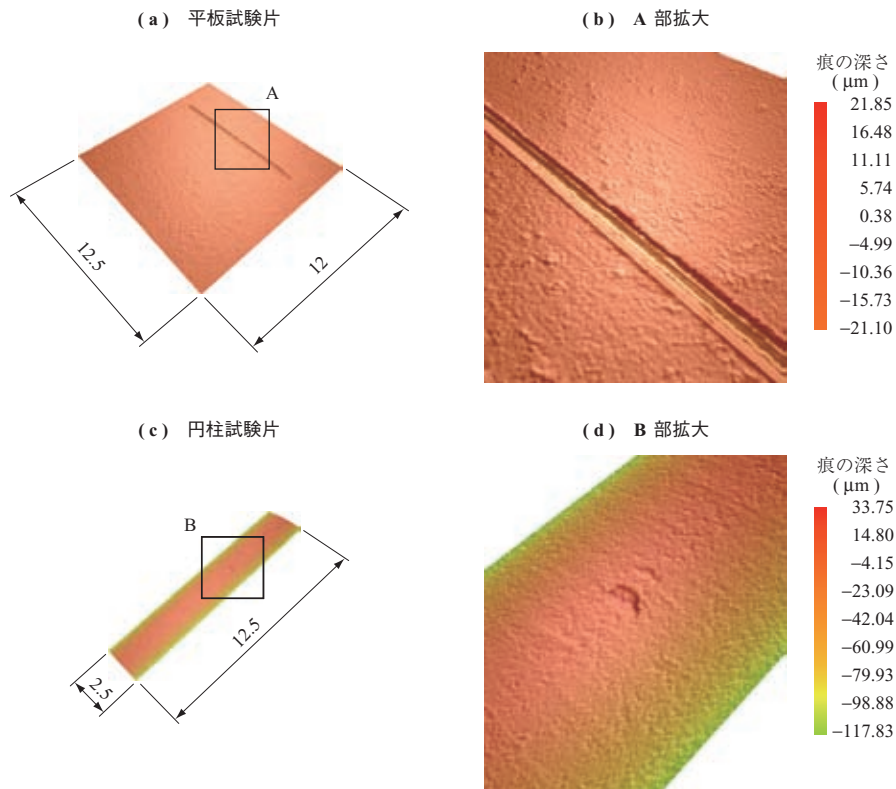 ( a ) 平板試験片
A
12.5
12
( b ) A 部拡大
痕の深さ
( μm )
21.85
16.48
11.11
5.74
0.38
−4.99
−10.36
−15.73
−21.10
( c ) 円柱試験片
B
2.5
12.5
( d ) B 部拡大
痕の深さ
( μm )
33.75
14.80
−4.15
−23.09
−42.04
−60.99
−79.93
−98.88
−117.83